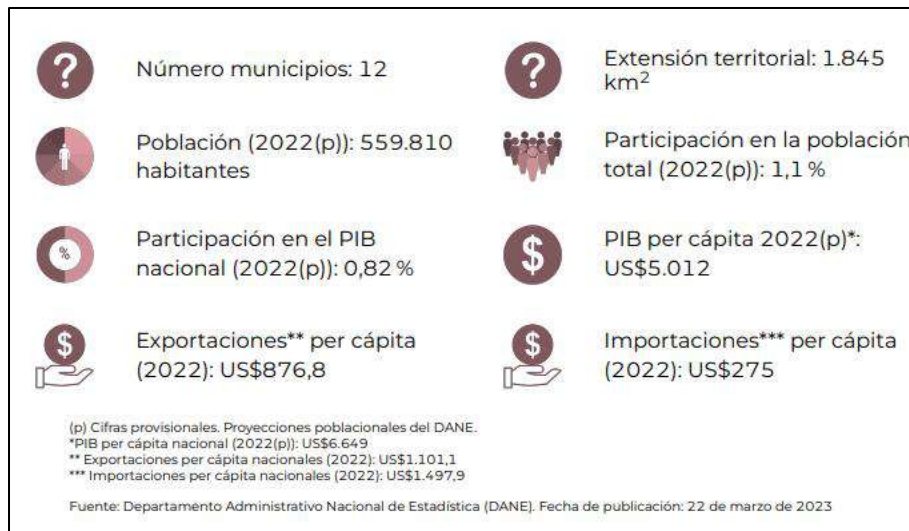 Número municipios: 12
Extensión territorial: 1.845
km²
Población (2022(p)): 559.810
habitantes
Participación en la población
total (2022(p)): 1,1 %
Participación en el PIB
nacional (2022(p)): 0,82 %
PIB per cápita 2022(p)*:
US$5.012
Exportaciones** per cápita
(2022): US$876,8
Importaciones*** per cápita
(2022): US$275
(p) Cifras provisionales. Proyecciones poblacionales del DANE.
*PIB per cápita nacional (2022(p)): US$6.649
** Exportaciones per cápita nacionales (2022): US$1.101,1
*** Importaciones per cápita nacionales (2022): US$1.497,9
Fuente: Departamento Administrativo Nacional de Estadística (DANE). Fecha de publicación: 22 de marzo de 2023